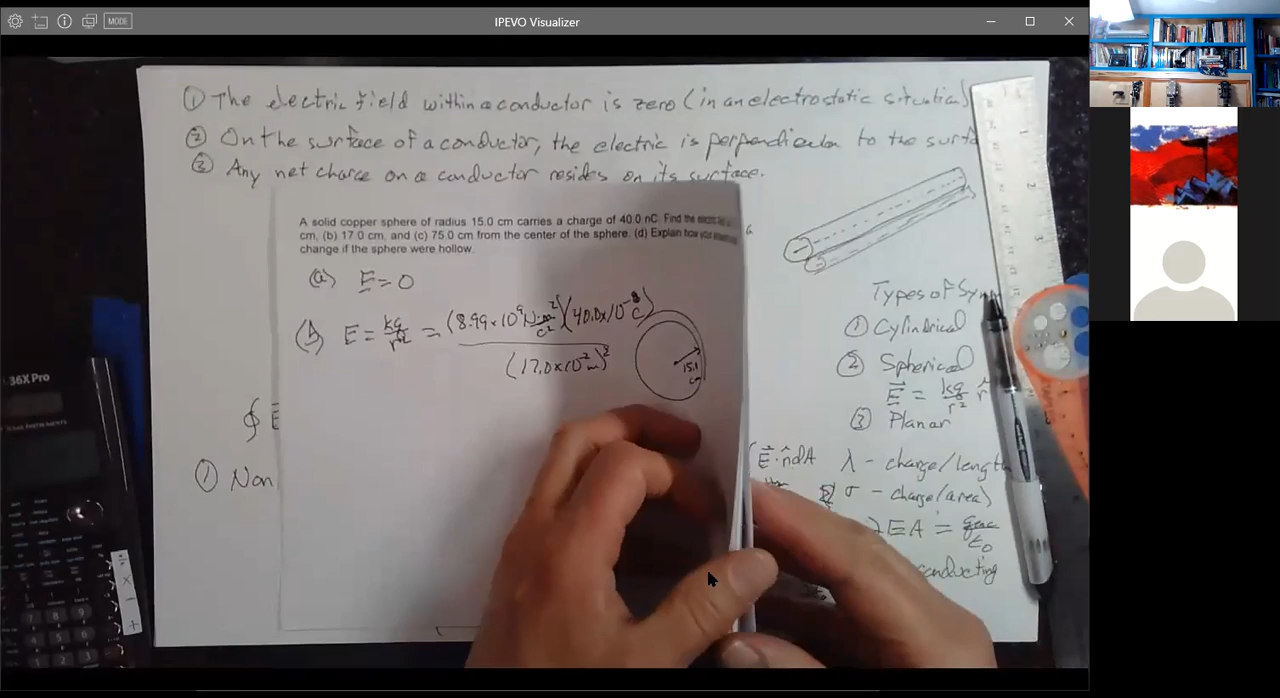 IPEVO Visualizer
MODE
① The electric field within a conductor is zero (in an electrostatic situation)
② On the surface of a conductor, the electric is perpendicular to the surfa
③ Any net charge on a conductor resides on its surface.
A solid copper sphere of radius 15.0 cm carries a charge of 40.0 nC. Find the
cm, (b) 17.0 cm, and (c) 75.0 cm from the center of the sphere. (d) Explain how your
change if the sphere were hollow.
(a) E = 0
(b) E = kq/r² = (8.99 × 10⁹ N·m²/C²)(40.0 × 10⁻⁹ C)
(17.0 × 10⁻² m)²
15.0
cm
∮ E
① Non
Types of Sym
① Cylindrical
② Spherical
E⃗ = kq/r² r̂
③ Planar
E⃗·n̂dA
λ - charge/length
σ - charge/area)
2EA = qenc/ε₀
conducting
36X Pro
TEXAS INSTRUMENTS